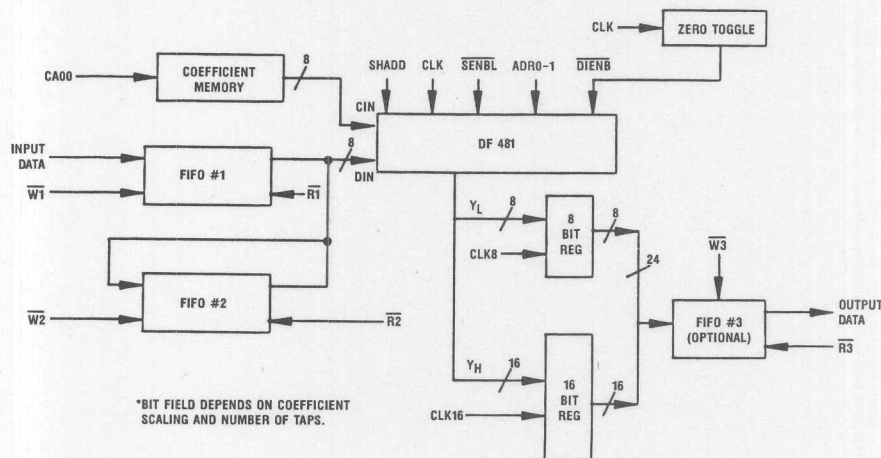 CLK
ZERO TOGGLE
CA00
COEFFICIENT
MEMORY
8
SHADD
CLK
SENBL
ADR0-1
DIENB
CIN
DF 481
INPUT
DATA
FIFO #1
8
DIN
W1
R1
YL
8
8
BIT
REG
8
CLK8
24
W3
FIFO #2
W2
R2
FIFO #3
(OPTIONAL)
OUTPUT
DATA
R3
YH
16
16
BIT
REG
16
CLK16
*BIT FIELD DEPENDS ON COEFFICIENT
SCALING AND NUMBER OF TAPS.